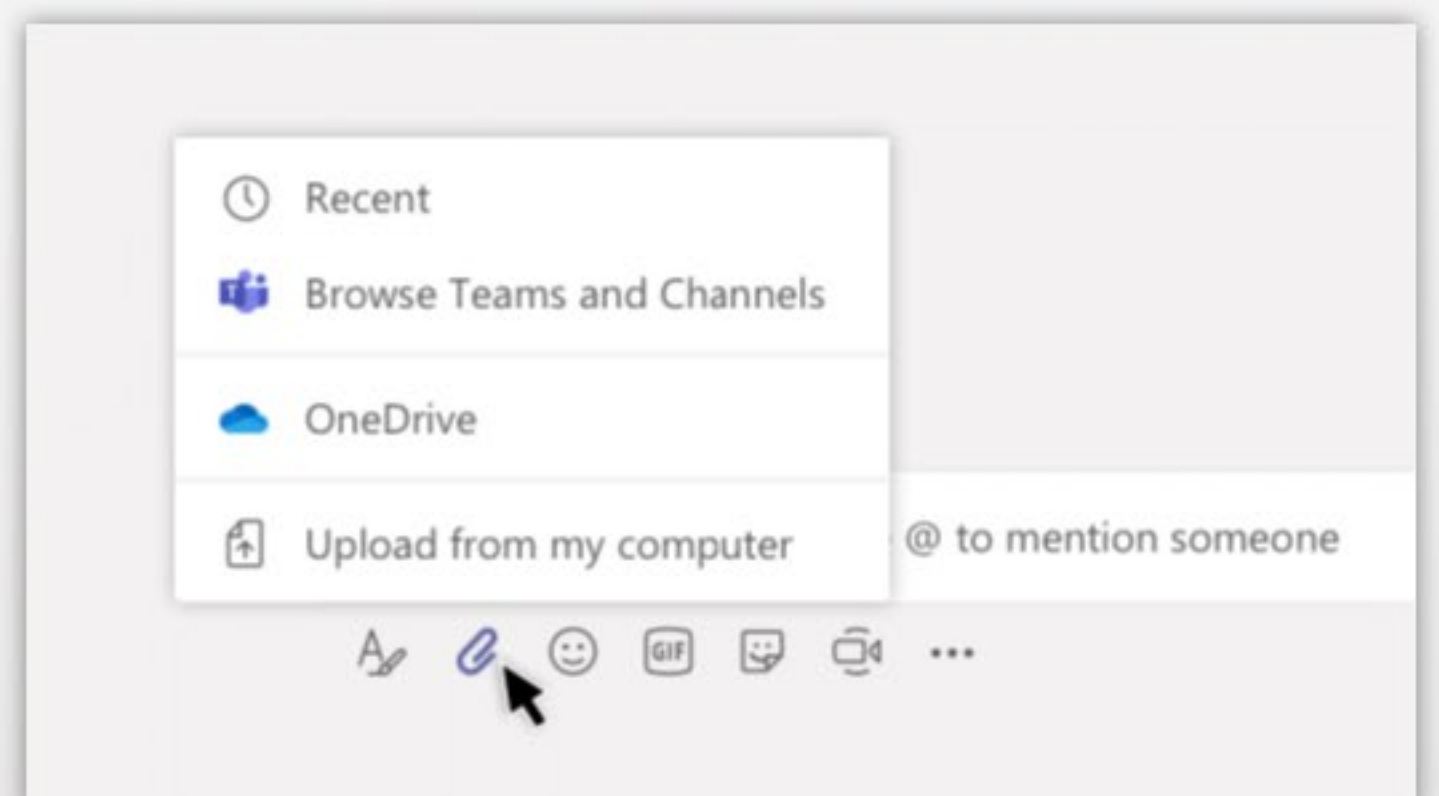 Recent
Browse Teams and Channels
OneDrive
Upload from my computer
@ to mention someone
GIF